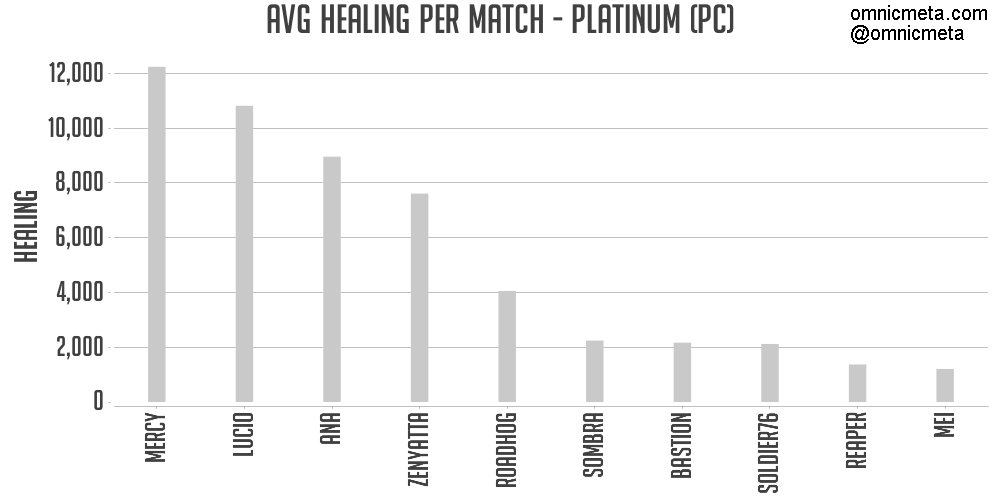 AVG HEALING PER MATCH - PLATINUM (PC)
omnicmeta.com
@omnicmeta
HEALING
12,000
10,000
8,000
6,000
4,000
2,000
0
MERCY
LUCIO
ANA
ZENYATTA
ROADHOG
SOMBRA
BASTION
SOLDIER76
REAPER
MEI